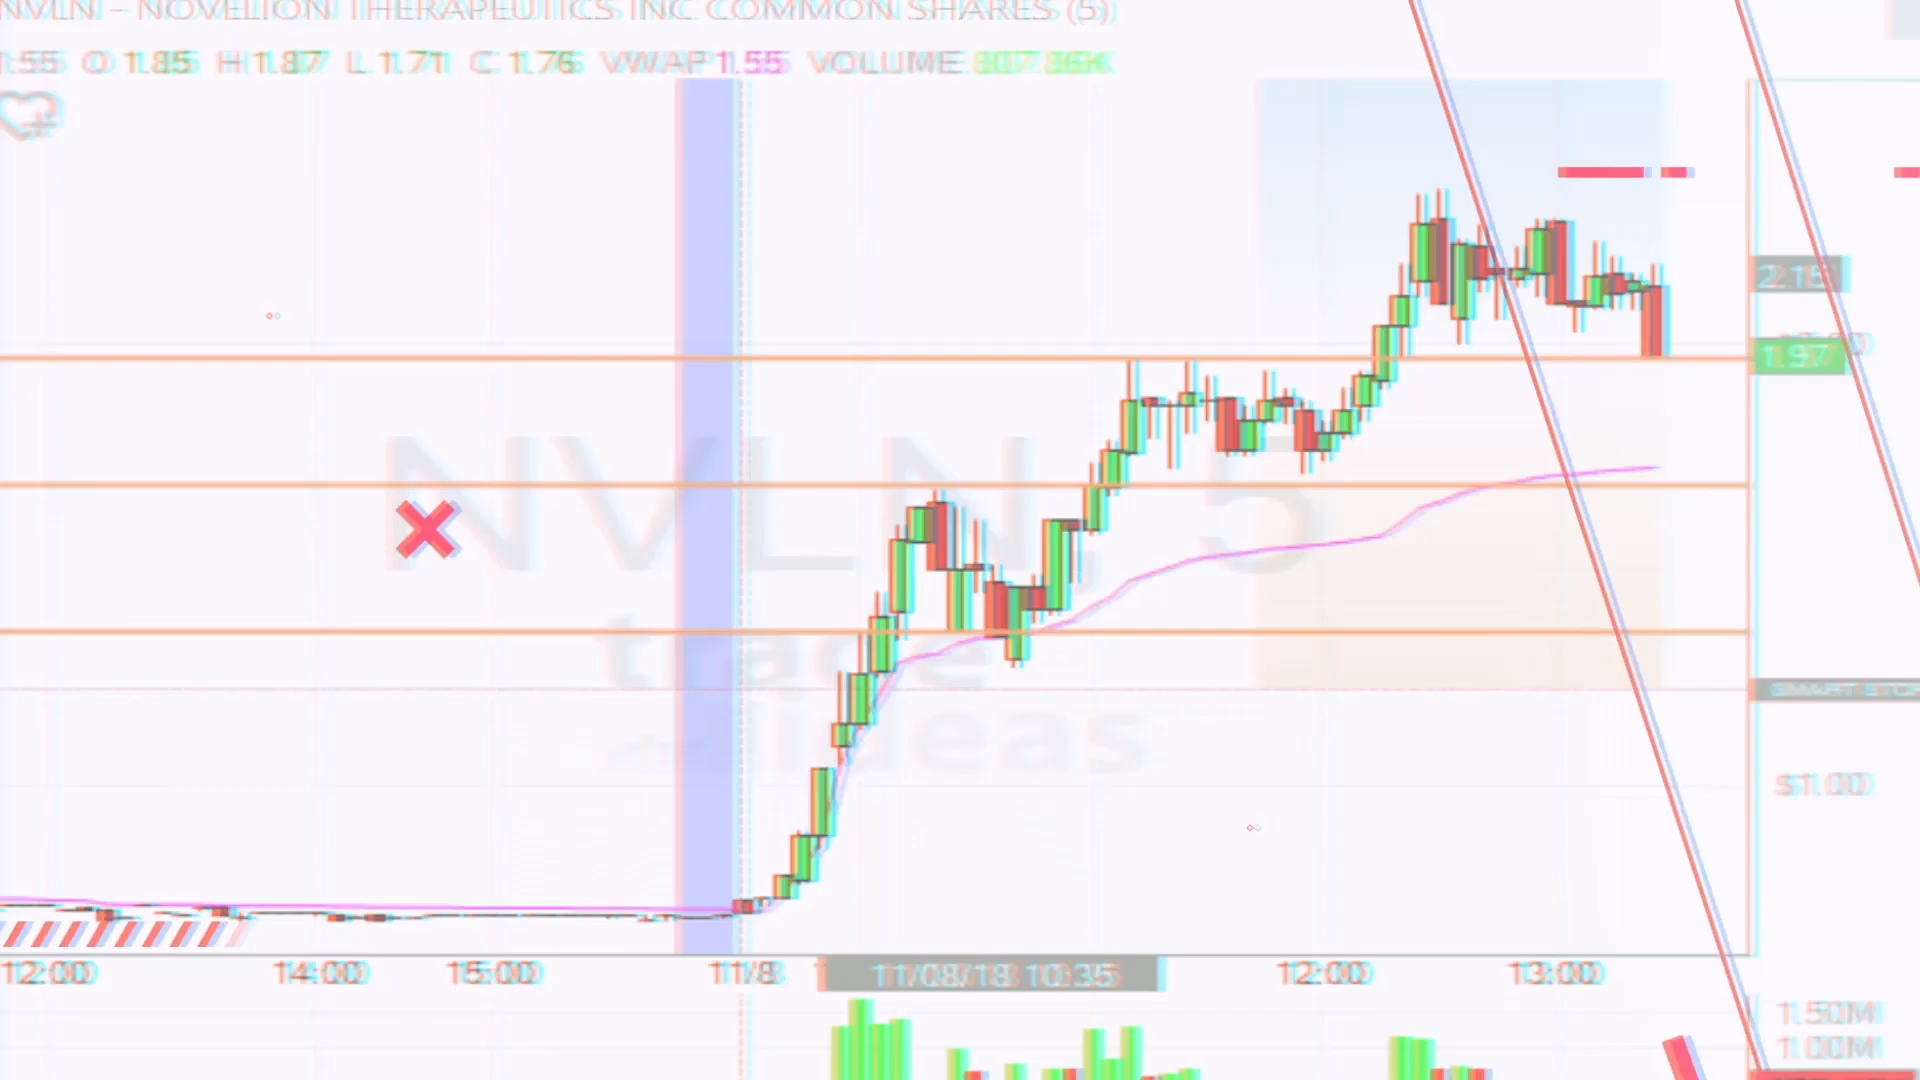 NVLN – NOVELION THERAPEUTICS INC COMMON SHARES (5)
1.55 O 1.85 H 1.87 L 1.71 C 1.76 VWAP 1.55 VOLUME 807.86K
2.15
1.97
NVLN, 5
trade
ideas
$1.00
12:00 14:00 15:00 11/8 11/08/18 10:35 12:00 13:00
1.50M
1.00M